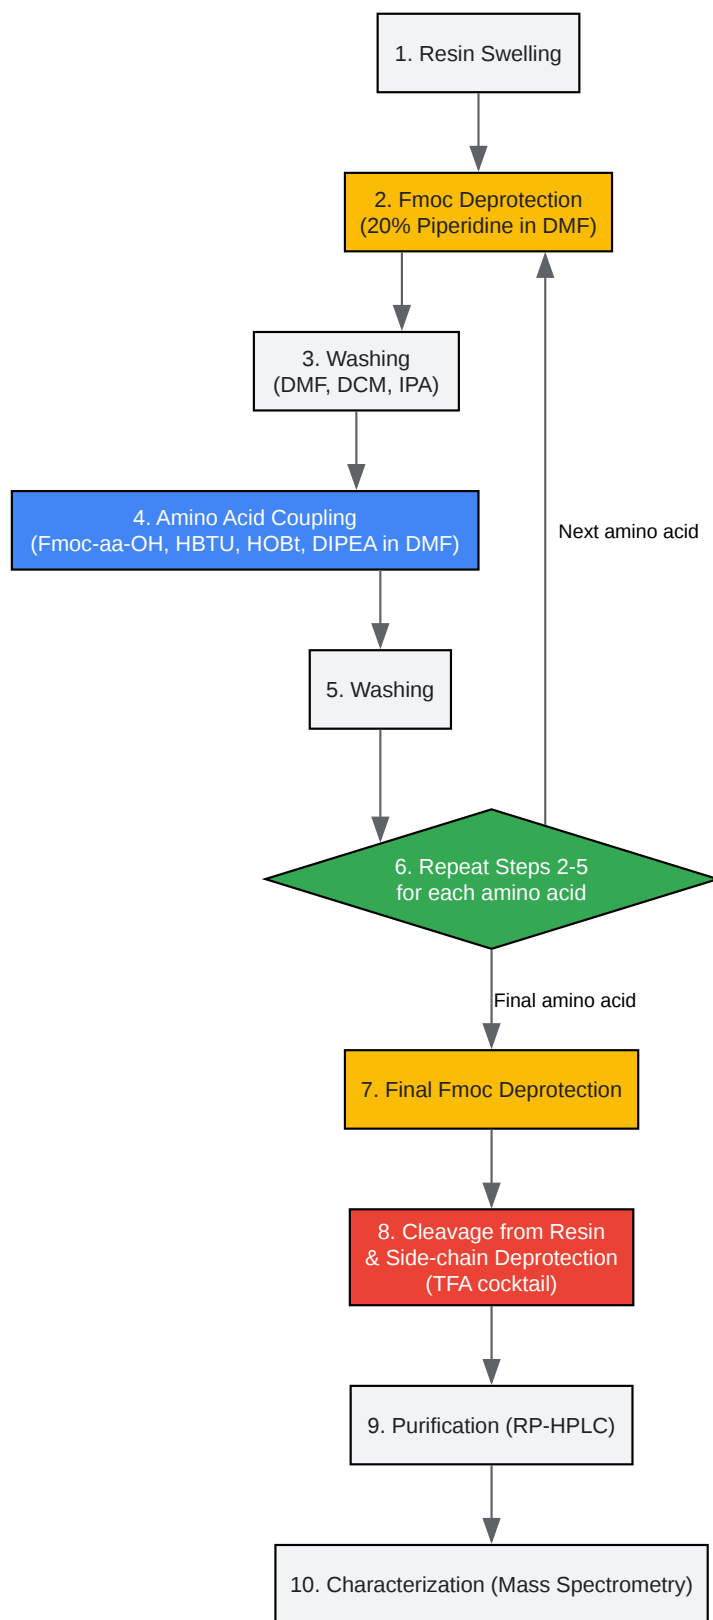 1. Resin Swelling
2. Fmoc Deprotection
(20% Piperidine in DMF)
3. Washing
(DMF, DCM, IPA)
4. Amino Acid Coupling
(Fmoc-aa-OH, HBTU, HOBt, DIPEA in DMF)
Next amino acid
5. Washing
6. Repeat Steps 2-5
for each amino acid
Final amino acid
7. Final Fmoc Deprotection
8. Cleavage from Resin
& Side-chain Deprotection
(TFA cocktail)
9. Purification (RP-HPLC)
10. Characterization (Mass Spectrometry)